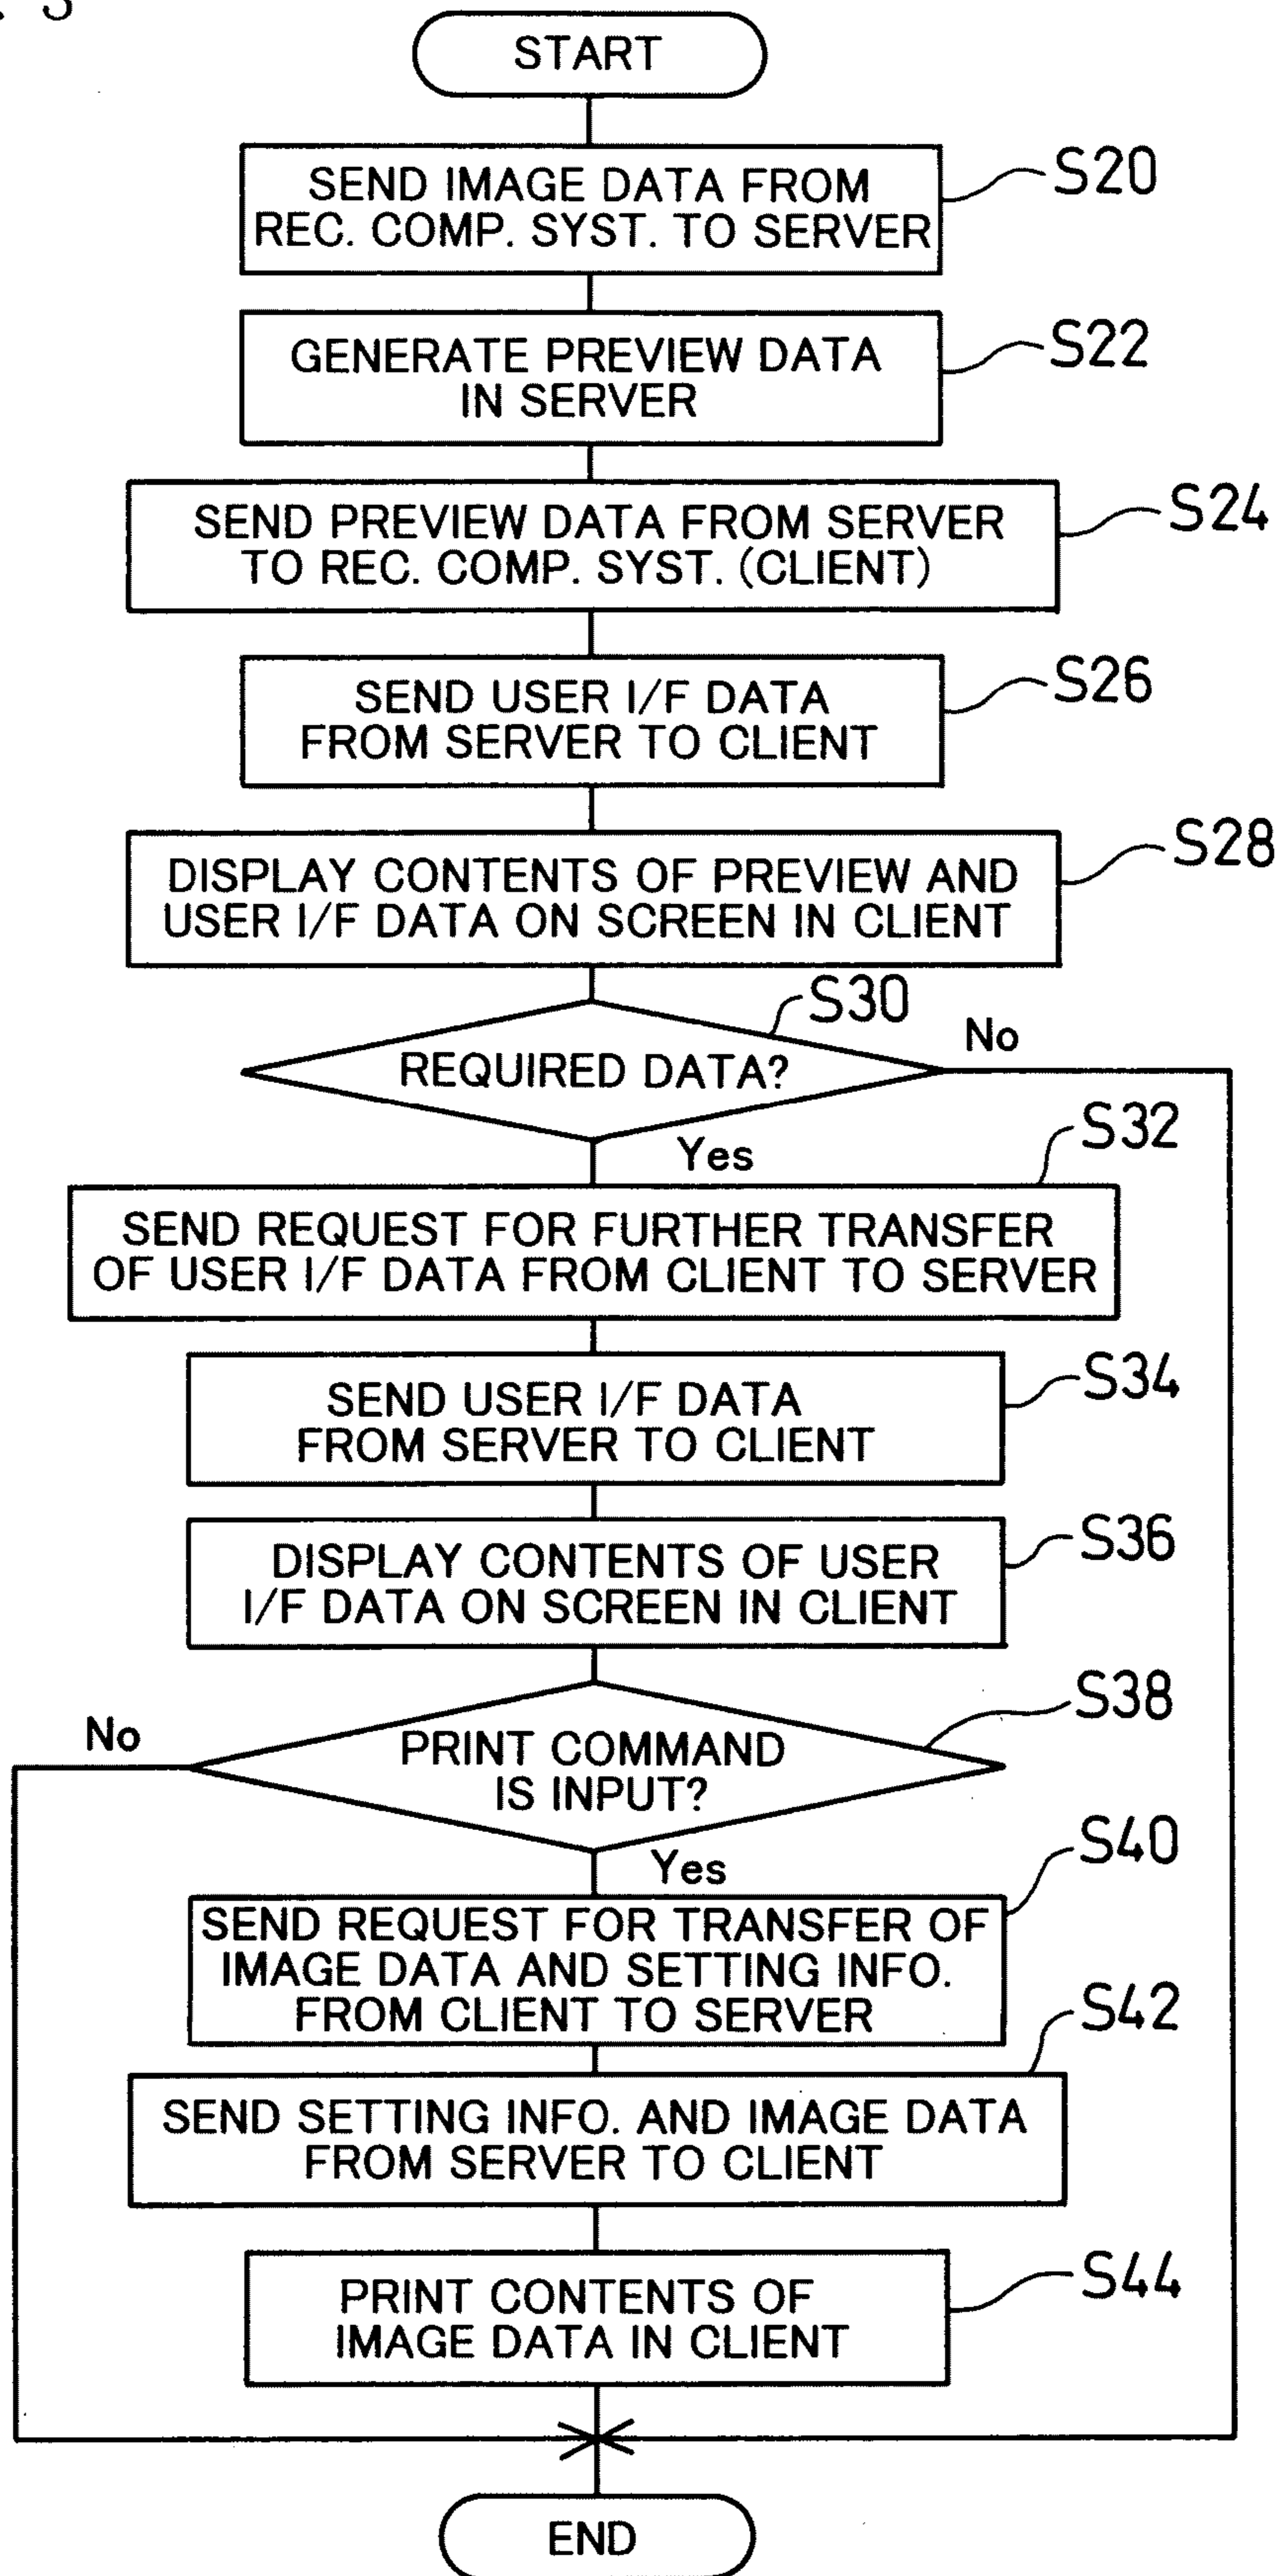 . 3
START
SEND IMAGE DATA FROM
REC. COMP. SYST. TO SERVER
S20
GENERATE PREVIEW DATA
IN SERVER
S22
SEND PREVIEW DATA FROM SERVER
TO REC. COMP. SYST. (CLIENT)
S24
SEND USER I/F DATA
FROM SERVER TO CLIENT
S26
DISPLAY CONTENTS OF PREVIEW AND
USER I/F DATA ON SCREEN IN CLIENT
S28
S30
REQUIRED DATA?
No
Yes
S32
SEND REQUEST FOR FURTHER TRANSFER
OF USER I/F DATA FROM CLIENT TO SERVER
SEND USER I/F DATA
FROM SERVER TO CLIENT
S34
DISPLAY CONTENTS OF USER
I/F DATA ON SCREEN IN CLIENT
S36
S38
No
PRINT COMMAND
IS INPUT?
Yes
S40
SEND REQUEST FOR TRANSFER OF
IMAGE DATA AND SETTING INFO.
FROM CLIENT TO SERVER
S42
SEND SETTING INFO. AND IMAGE DATA
FROM SERVER TO CLIENT
PRINT CONTENTS OF
IMAGE DATA IN CLIENT
S44
END